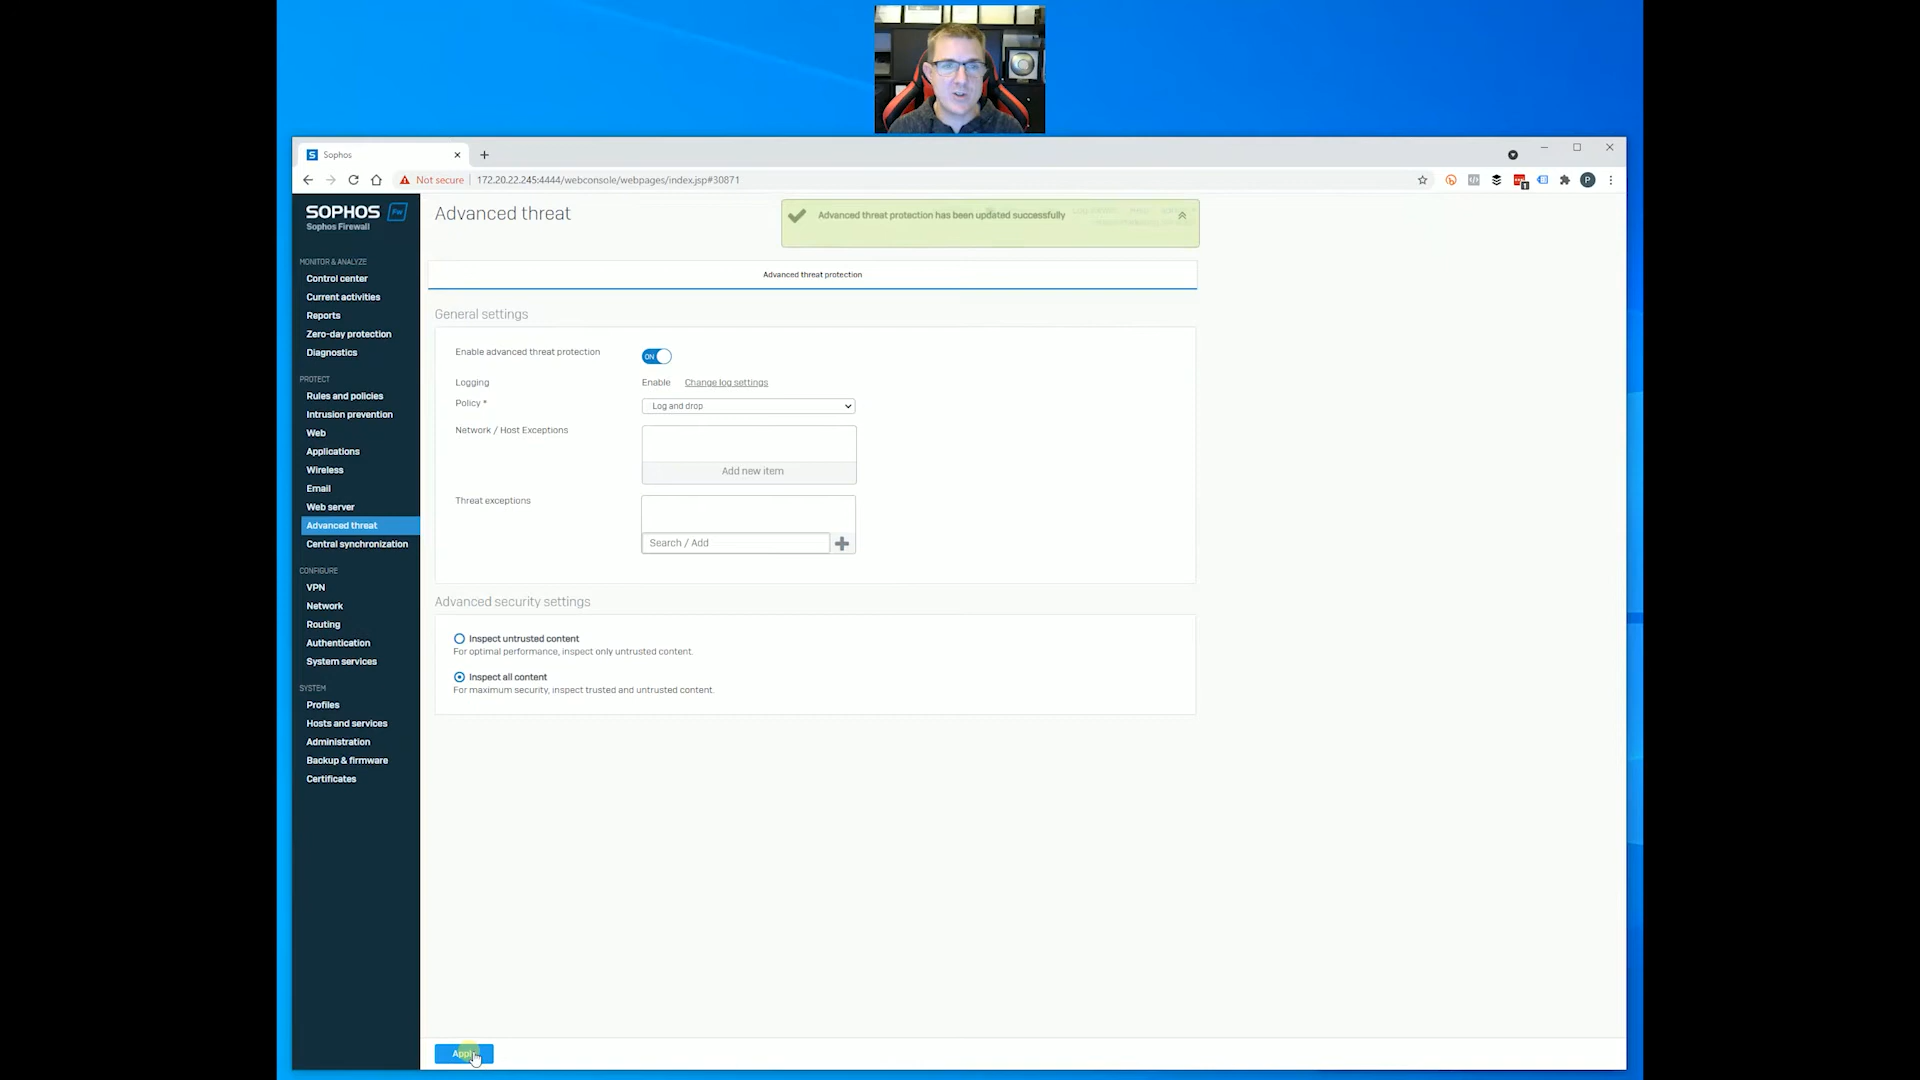 Sophos
Not secure
172.20.22.245:4444/webconsole/webpages/index.jsp#30871
P
SOPHOS Fw
Sophos Firewall
MONITOR & ANALYZE
Control center
Current activities
Reports
Zero-day protection
Diagnostics
PROTECT
Rules and policies
Intrusion prevention
Web
Applications
Wireless
Email
Web server
Advanced threat
Central synchronization
CONFIGURE
VPN
Network
Routing
Authentication
System services
SYSTEM
Profiles
Hosts and services
Administration
Backup & firmware
Certificates
Advanced threat
Advanced threat protection has been updated successfully
Advanced threat protection
General settings
Enable advanced threat protection ON
Logging Enable Change log settings
Policy * Log and drop
Network / Host Exceptions
Add new item
Threat exceptions
Search / Add
Advanced security settings
Inspect untrusted content
For optimal performance, inspect only untrusted content.
Inspect all content
For maximum security, inspect trusted and untrusted content.
Apply